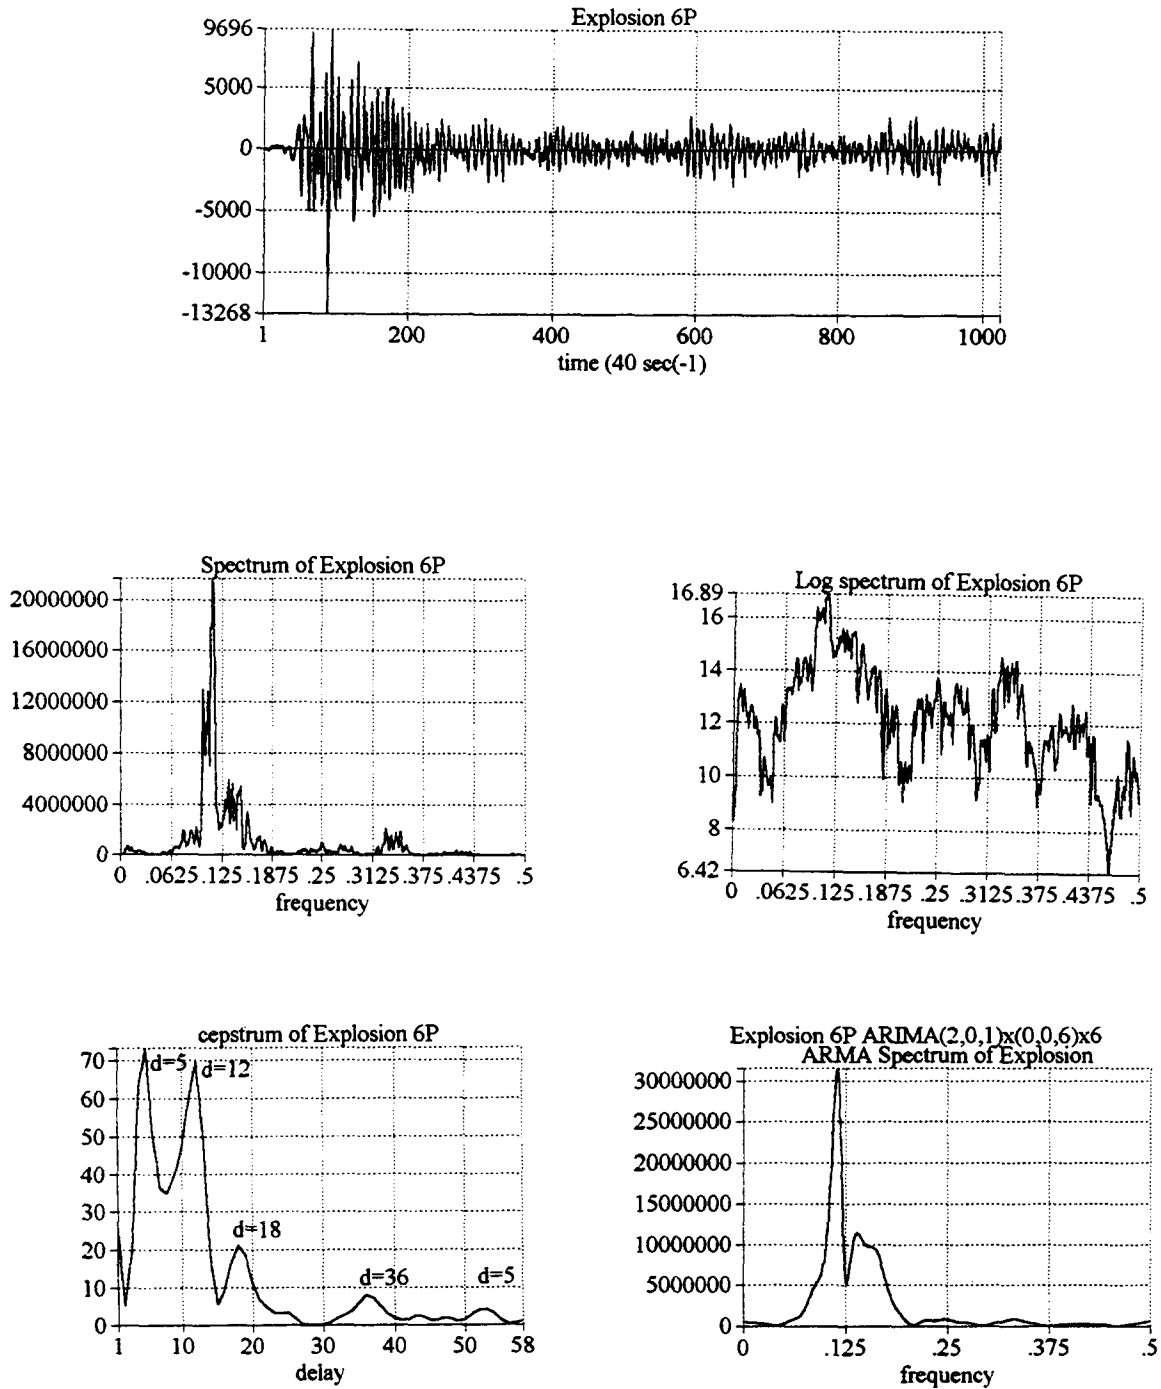 Explosion 6P
9696
5000
0
-5000
-10000
-13268
1 200 400 600 800 1000
time (40 sec(-1)
Spectrum of Explosion 6P
20000000
16000000
12000000
8000000
4000000
0
0 .0625 .125 .1875 .25 .3125 .375 .4375 .5
frequency
Log spectrum of Explosion 6P
16.89
16
14
12
10
8
6.42
0 .0625 .125 .1875 .25 .3125 .375 .4375 .5
frequency
cepstrum of Explosion 6P
70
60
50
40
30
20
10
0
d=5
d=12
d=18
d=36
d=5
1 10 20 30 40 50 58
delay
Explosion 6P ARIMA(2,0,1)x(0,0,6)x6
ARMA Spectrum of Explosion
30000000
25000000
20000000
15000000
10000000
5000000
0
0 .125 .25 .375 .5
frequency